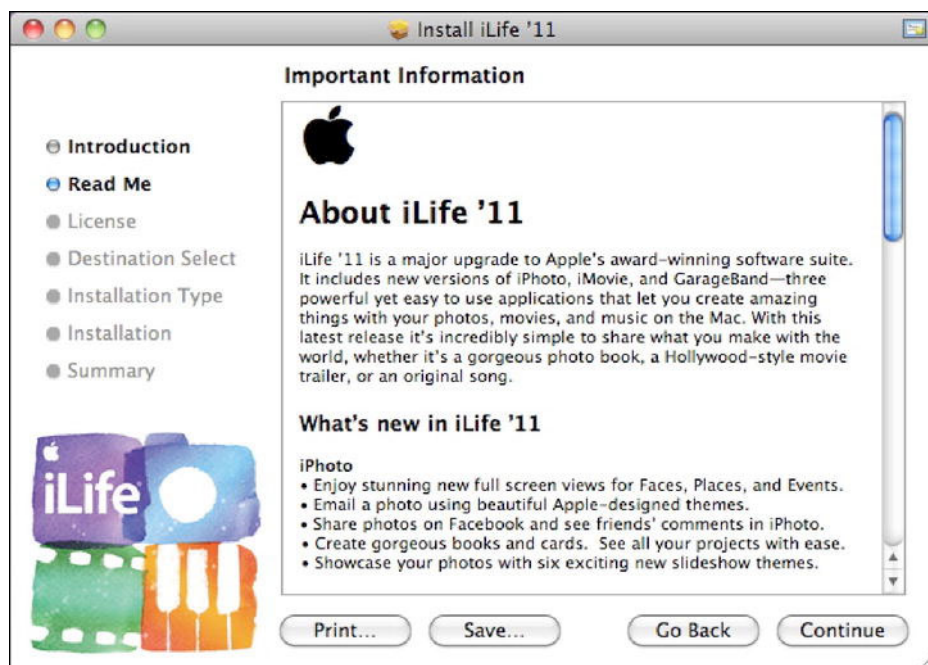 Install iLife '11
Important Information
Introduction
Read Me
License
Destination Select
Installation Type
Installation
Summary
iLife
About iLife '11
iLife '11 is a major upgrade to Apple's award-winning software suite.
It includes new versions of iPhoto, iMovie, and GarageBand—three
powerful yet easy to use applications that let you create amazing
things with your photos, movies, and music on the Mac. With this
latest release it's incredibly simple to share what you make with the
world, whether it's a gorgeous photo book, a Hollywood-style movie
trailer, or an original song.
What's new in iLife '11
iPhoto
• Enjoy stunning new full screen views for Faces, Places, and Events.
• Email a photo using beautiful Apple-designed themes.
• Share photos on Facebook and see friends' comments in iPhoto.
• Create gorgeous books and cards.  See all your projects with ease.
• Showcase your photos with six exciting new slideshow themes.
Print... Save... Go Back Continue